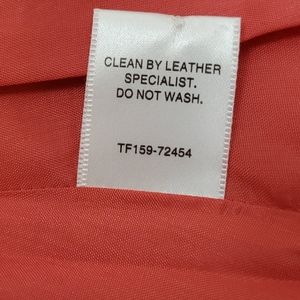 CLEAN BY LEATHER
SPECIALIST.
DO NOT WASH.
TF159-72454